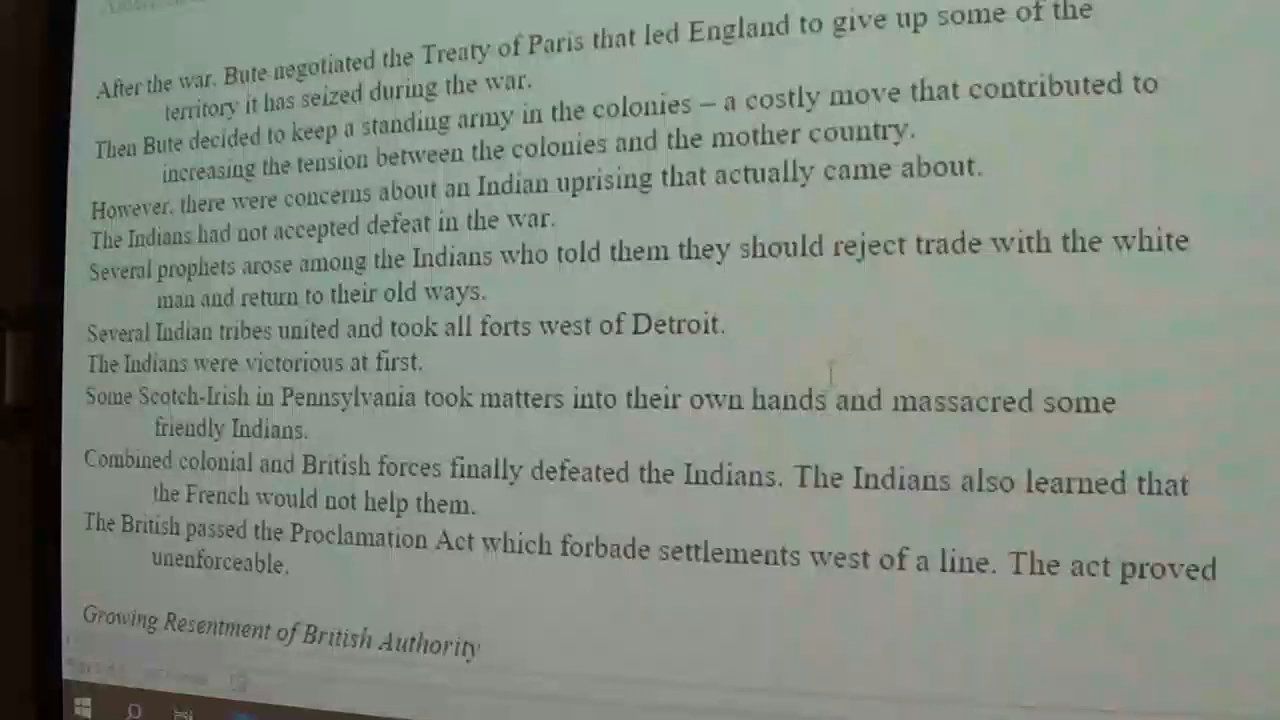 After the war, Bute negotiated the Treaty of Paris that led England to give up some of the
territory it has seized during the war.
Then Bute decided to keep a standing army in the colonies – a costly move that contributed to
increasing the tension between the colonies and the mother country.
However, there were concerns about an Indian uprising that actually came about.
The Indians had not accepted defeat in the war.
Several prophets arose among the Indians who told them they should reject trade with the white
man and return to their old ways.
Several Indian tribes united and took all forts west of Detroit.
The Indians were victorious at first.
Some Scotch-Irish in Pennsylvania took matters into their own hands and massacred some
friendly Indians.
Combined colonial and British forces finally defeated the Indians. The Indians also learned that
the French would not help them.
The British passed the Proclamation Act which forbade settlements west of a line. The act proved
unenforceable.
Growing Resentment of British Authority